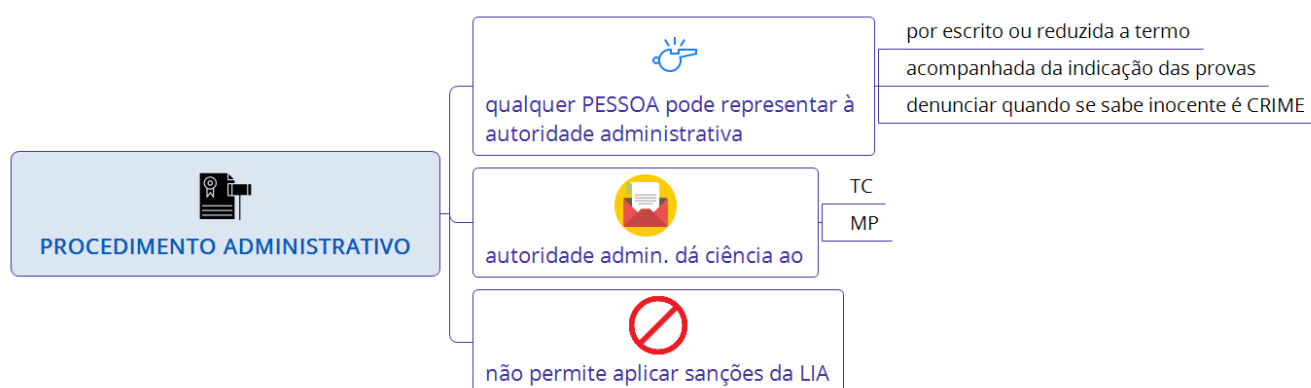 PROCEDIMENTO ADMINISTRATIVO
qualquer PESSOA pode representar à
autoridade administrativa
por escrito ou reduzida a termo
acompanhada da indicação das provas
denunciar quando se sabe inocente é CRIME
autoridade admin. dá ciência ao
TC
MP
não permite aplicar sanções da LIA